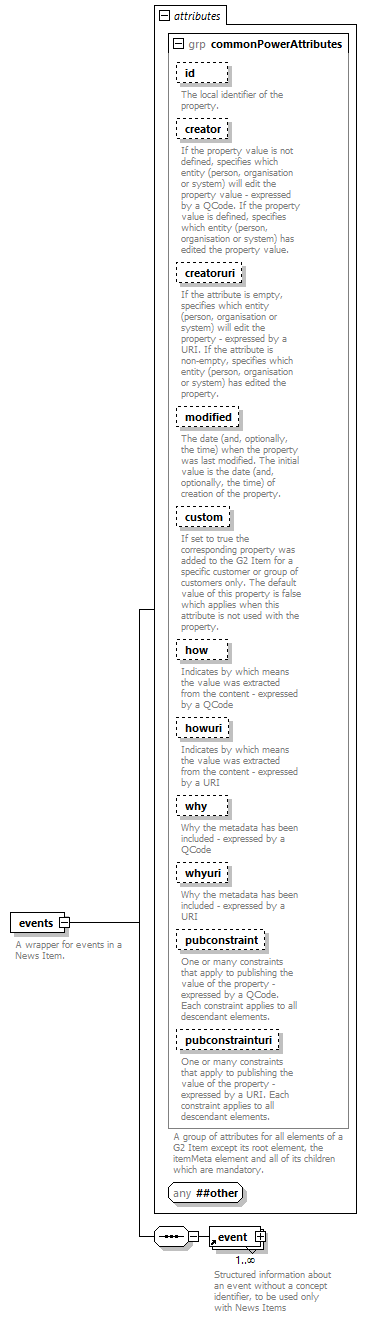 attributes
grp commonPowerAttributes
id
The local identifier of the
property.
creator
If the property value is not
defined, specifies which
entity (person, organisation
or system) will edit the
property value - expressed
by a QCode. If the property
value is defined, specifies
which entity (person,
organisation or system) has
edited the property value.
creatoruri
If the attribute is empty,
specifies which entity
(person, organisation or
system) will edit the
property - expressed by a
URI. If the attribute is
non-empty, specifies which
entity (person, organisation
or system) has edited the
property.
modified
The date (and, optionally,
the time) when the property
was last modified. The initial
value is the date (and,
optionally, the time) of
creation of the property.
custom
If set to true the
corresponding property was
added to the G2 Item for a
specific customer or group of
customers only. The default
value of this property is false
which applies when this
attribute is not used with the
property.
how
Indicates by which means
the value was extracted
from the content - expressed
by a QCode
howuri
Indicates by which means
the value was extracted
from the content - expressed
by a URI
why
Why the metadata has been
included - expressed by a
QCode
whyuri
Why the metadata has been
included - expressed by a
URI
pubconstraint
One or many constraints
that apply to publishing the
value of the property -
expressed by a QCode.
Each constraint applies to all
descendant elements.
pubconstrainturi
One or many constraints
that apply to publishing the
value of the property -
expressed by a URI. Each
constraint applies to all
descendant elements.
A group of attributes for all elements of a
G2 Item except its root element, the
itemMeta element and all of its children
which are mandatory.
any ##other
events
A wrapper for events in a
News Item.
event
1..∞
Structured information about
an event without a concept
identifier, to be used only
with News Items